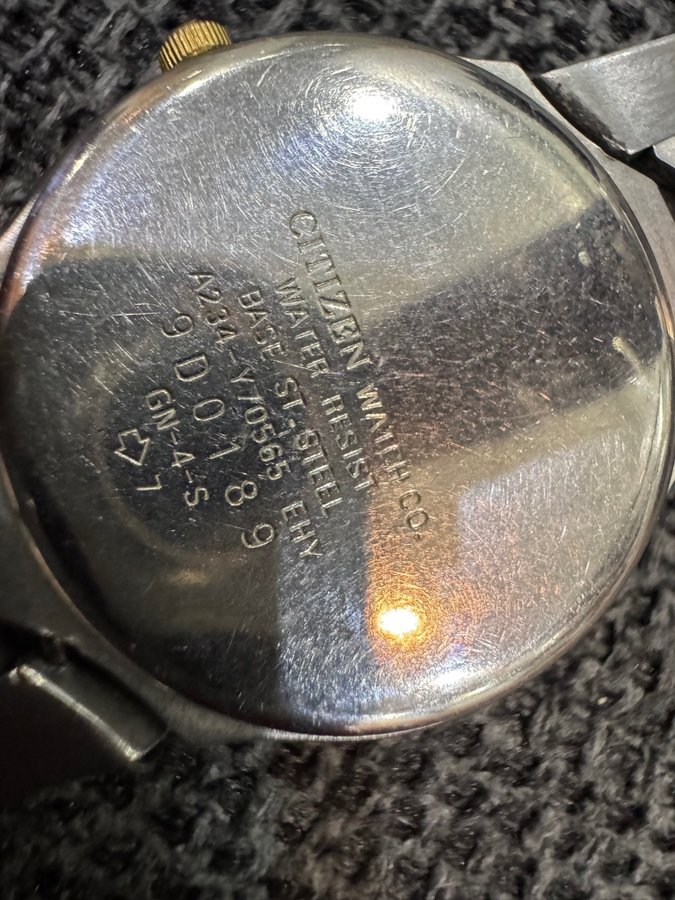 CITIZEN WATCH CO.
WATER RESIST
BASE ST-STEEL
A234-Y70565 EHY
9D0189
GN-4-S
7